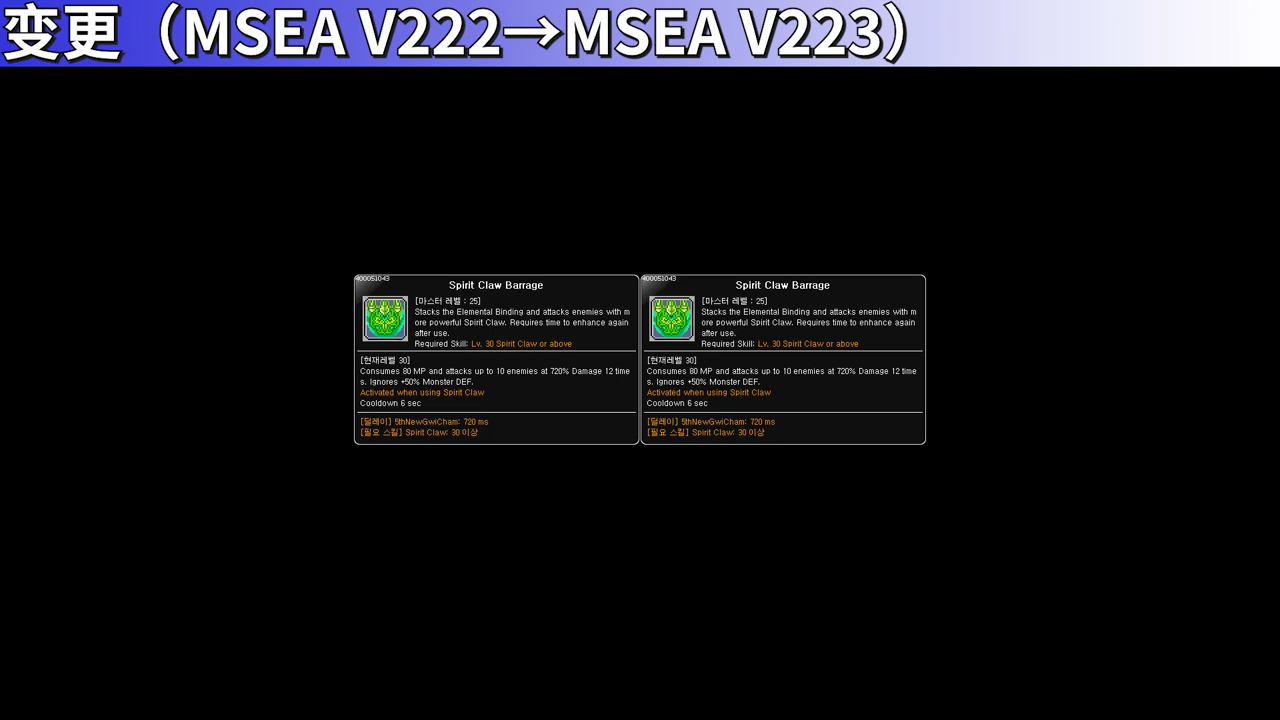 变更（MSEA V222→MSEA V223）
400051043
Spirit Claw Barrage
[마스터 레벨 : 25]
Stacks the Elemental Binding and attacks enemies with m
ore powerful Spirit Claw. Requires time to enhance again
after use.
Required Skill: Lv. 30 Spirit Claw or above
[현재레벨 30]
Consumes 80 MP and attacks up to 10 enemies at 720% Damage 12 time
s. Ignores +50% Monster DEF.
Activated when using Spirit Claw
Cooldown 6 sec
[딜레이] 5thNewGwiCham: 720 ms
[필요 스킬] Spirit Claw: 30 이상
400051043
Spirit Claw Barrage
[마스터 레벨 : 25]
Stacks the Elemental Binding and attacks enemies with m
ore powerful Spirit Claw. Requires time to enhance again
after use.
Required Skill: Lv. 30 Spirit Claw or above
[현재레벨 30]
Consumes 80 MP and attacks up to 10 enemies at 720% Damage 12 time
s. Ignores +50% Monster DEF.
Activated when using Spirit Claw
Cooldown 6 sec
[딜레이] 5thNewGwiCham: 720 ms
[필요 스킬] Spirit Claw: 30 이상